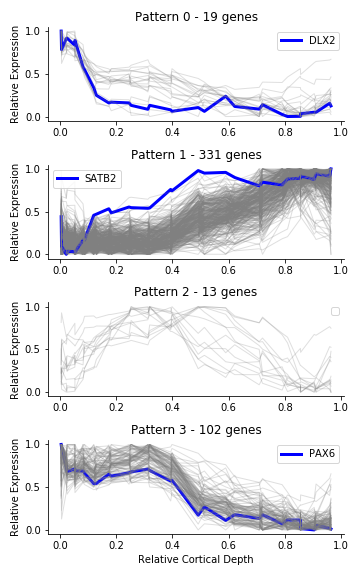 Pattern 0 - 19 genes
Relative Expression
1.0
0.5
0.0
DLX2
0.0 0.2 0.4 0.6 0.8 1.0
Pattern 1 - 331 genes
Relative Expression
1.0
0.5
0.0
SATB2
0.0 0.2 0.4 0.6 0.8 1.0
Pattern 2 - 13 genes
Relative Expression
1.0
0.5
0.0
0.0 0.2 0.4 0.6 0.8 1.0
Pattern 3 - 102 genes
Relative Expression
1.0
0.5
0.0
PAX6
0.0 0.2 0.4 0.6 0.8 1.0
Relative Cortical Depth